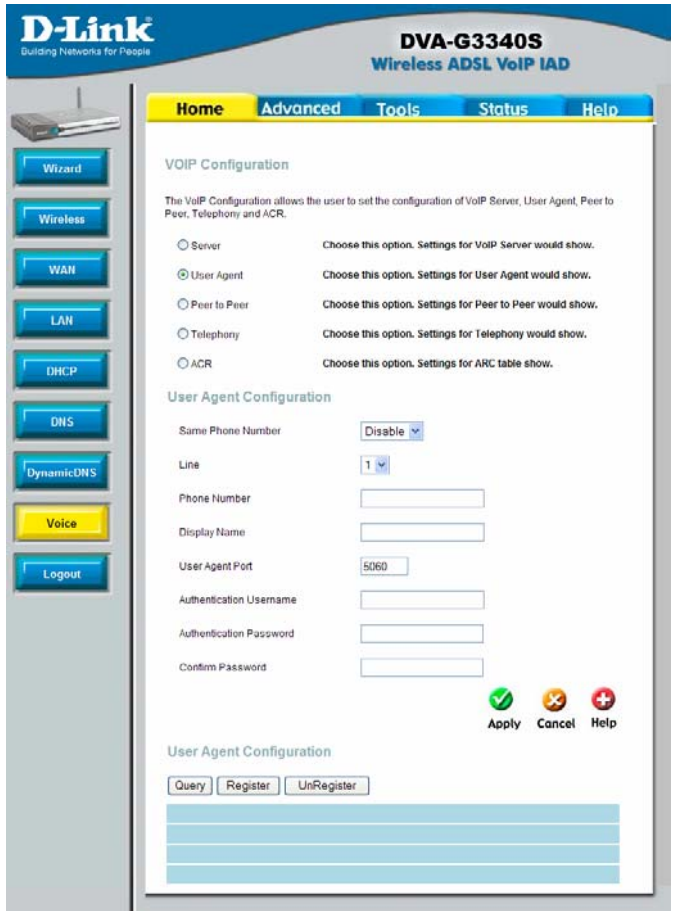 D-Link
Building Networks for People
DVA-G3340S
Wireless ADSL VoIP IAD
Home Advanced Tools Status Help
Wizard
Wireless
WAN
LAN
DHCP
DNS
DynamicDNS
Voice
Logout
VOIP Configuration
The VoIP Configuration allows the user to set the configuration of VoIP Server, User Agent, Peer to
Peer, Telephony and ACR.
Server Choose this option. Settings for VoIP Server would show.
User Agent Choose this option. Settings for User Agent would show.
Peer to Peer Choose this option. Settings for Peer to Peer would show.
Telephony Choose this option. Settings for Telephony would show.
ACR Choose this option. Settings for ARC table show.
User Agent Configuration
Same Phone Number Disable
Line 1
Phone Number
Display Name
User Agent Port 5060
Authentication Username
Authentication Password
Confirm Password
Apply Cancel Help
User Agent Configuration
Query Register UnRegister